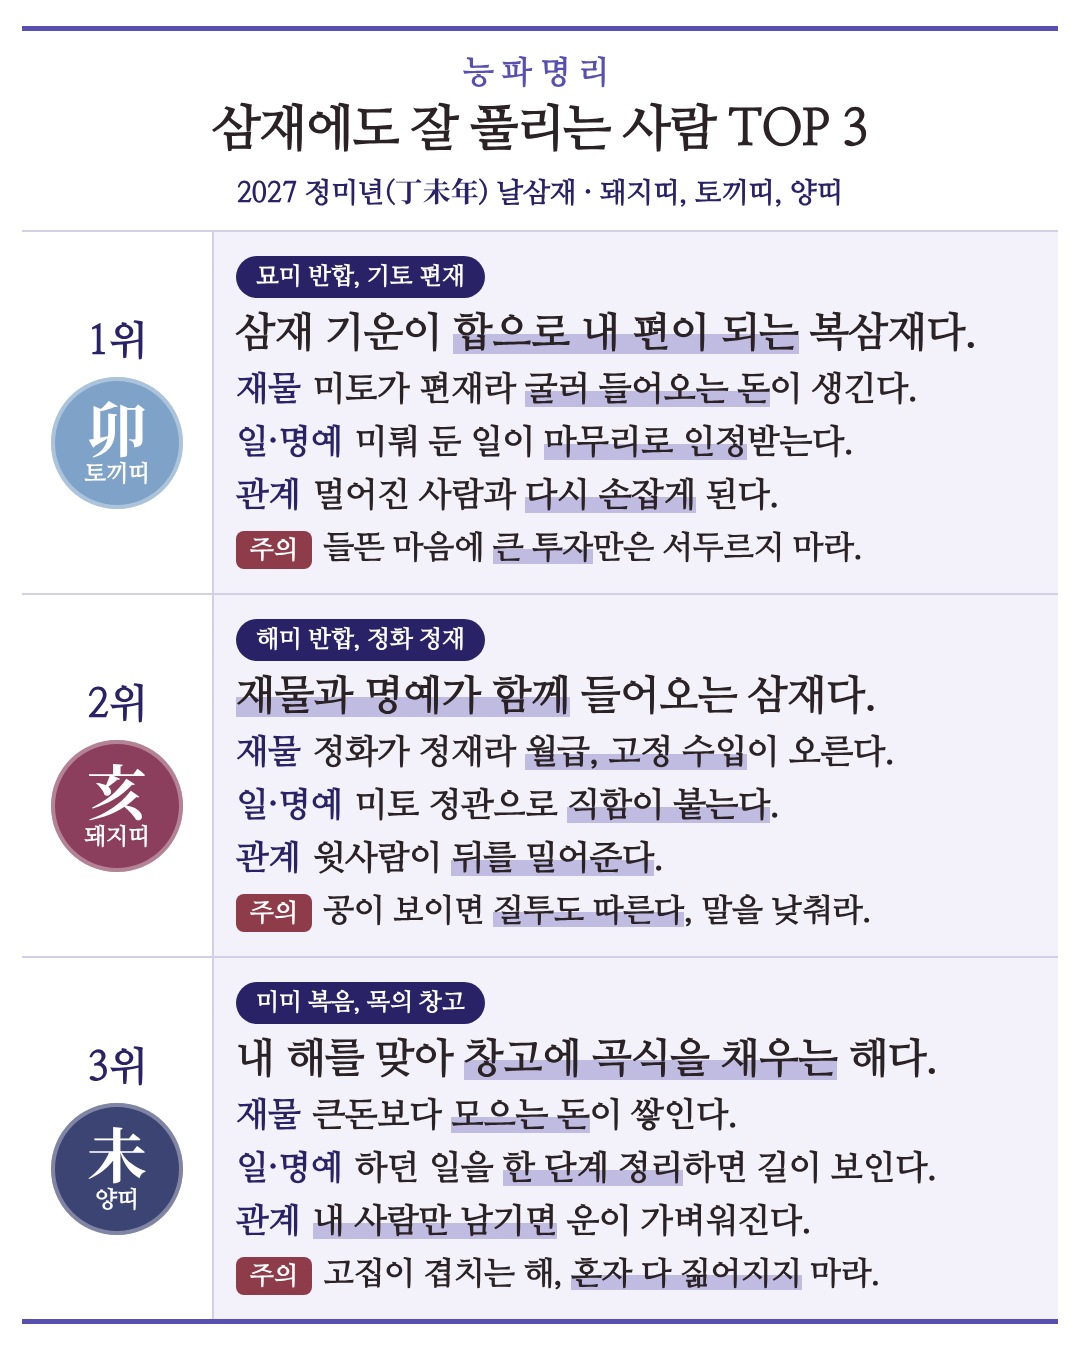 능파명리
삼재에도 잘 풀리는 사람 TOP 3
2027 정미년(丁未年) 날삼재 · 돼지띠, 토끼띠, 양띠
1위
卯
토끼띠
묘미 반합, 기토 편재
삼재 기운이 합으로 내 편이 되는 복삼재다.
재물 미토가 편재라 굴러 들어오는 돈이 생긴다.
일·명예 미뤄 둔 일이 마무리로 인정받는다.
관계 멀어진 사람과 다시 손잡게 된다.
주의 들뜬 마음에 큰 투자만은 서두르지 마라.
2위
亥
돼지띠
해미 반합, 정화 정재
재물과 명예가 함께 들어오는 삼재다.
재물 정화가 정재라 월급, 고정 수입이 오른다.
일·명예 미토 정관으로 직함이 붙는다.
관계 윗사람이 뒤를 밀어준다.
주의 공이 보이면 질투도 따른다, 말을 낮춰라.
3위
未
양띠
미미 복음, 목의 창고
내 해를 맞아 창고에 곡식을 채우는 해다.
재물 큰돈보다 모으는 돈이 쌓인다.
일·명예 하던 일을 한 단계 정리하면 길이 보인다.
관계 내 사람만 남기면 운이 가벼워진다.
주의 고집이 겹치는 해, 혼자 다 짊어지지 마라.